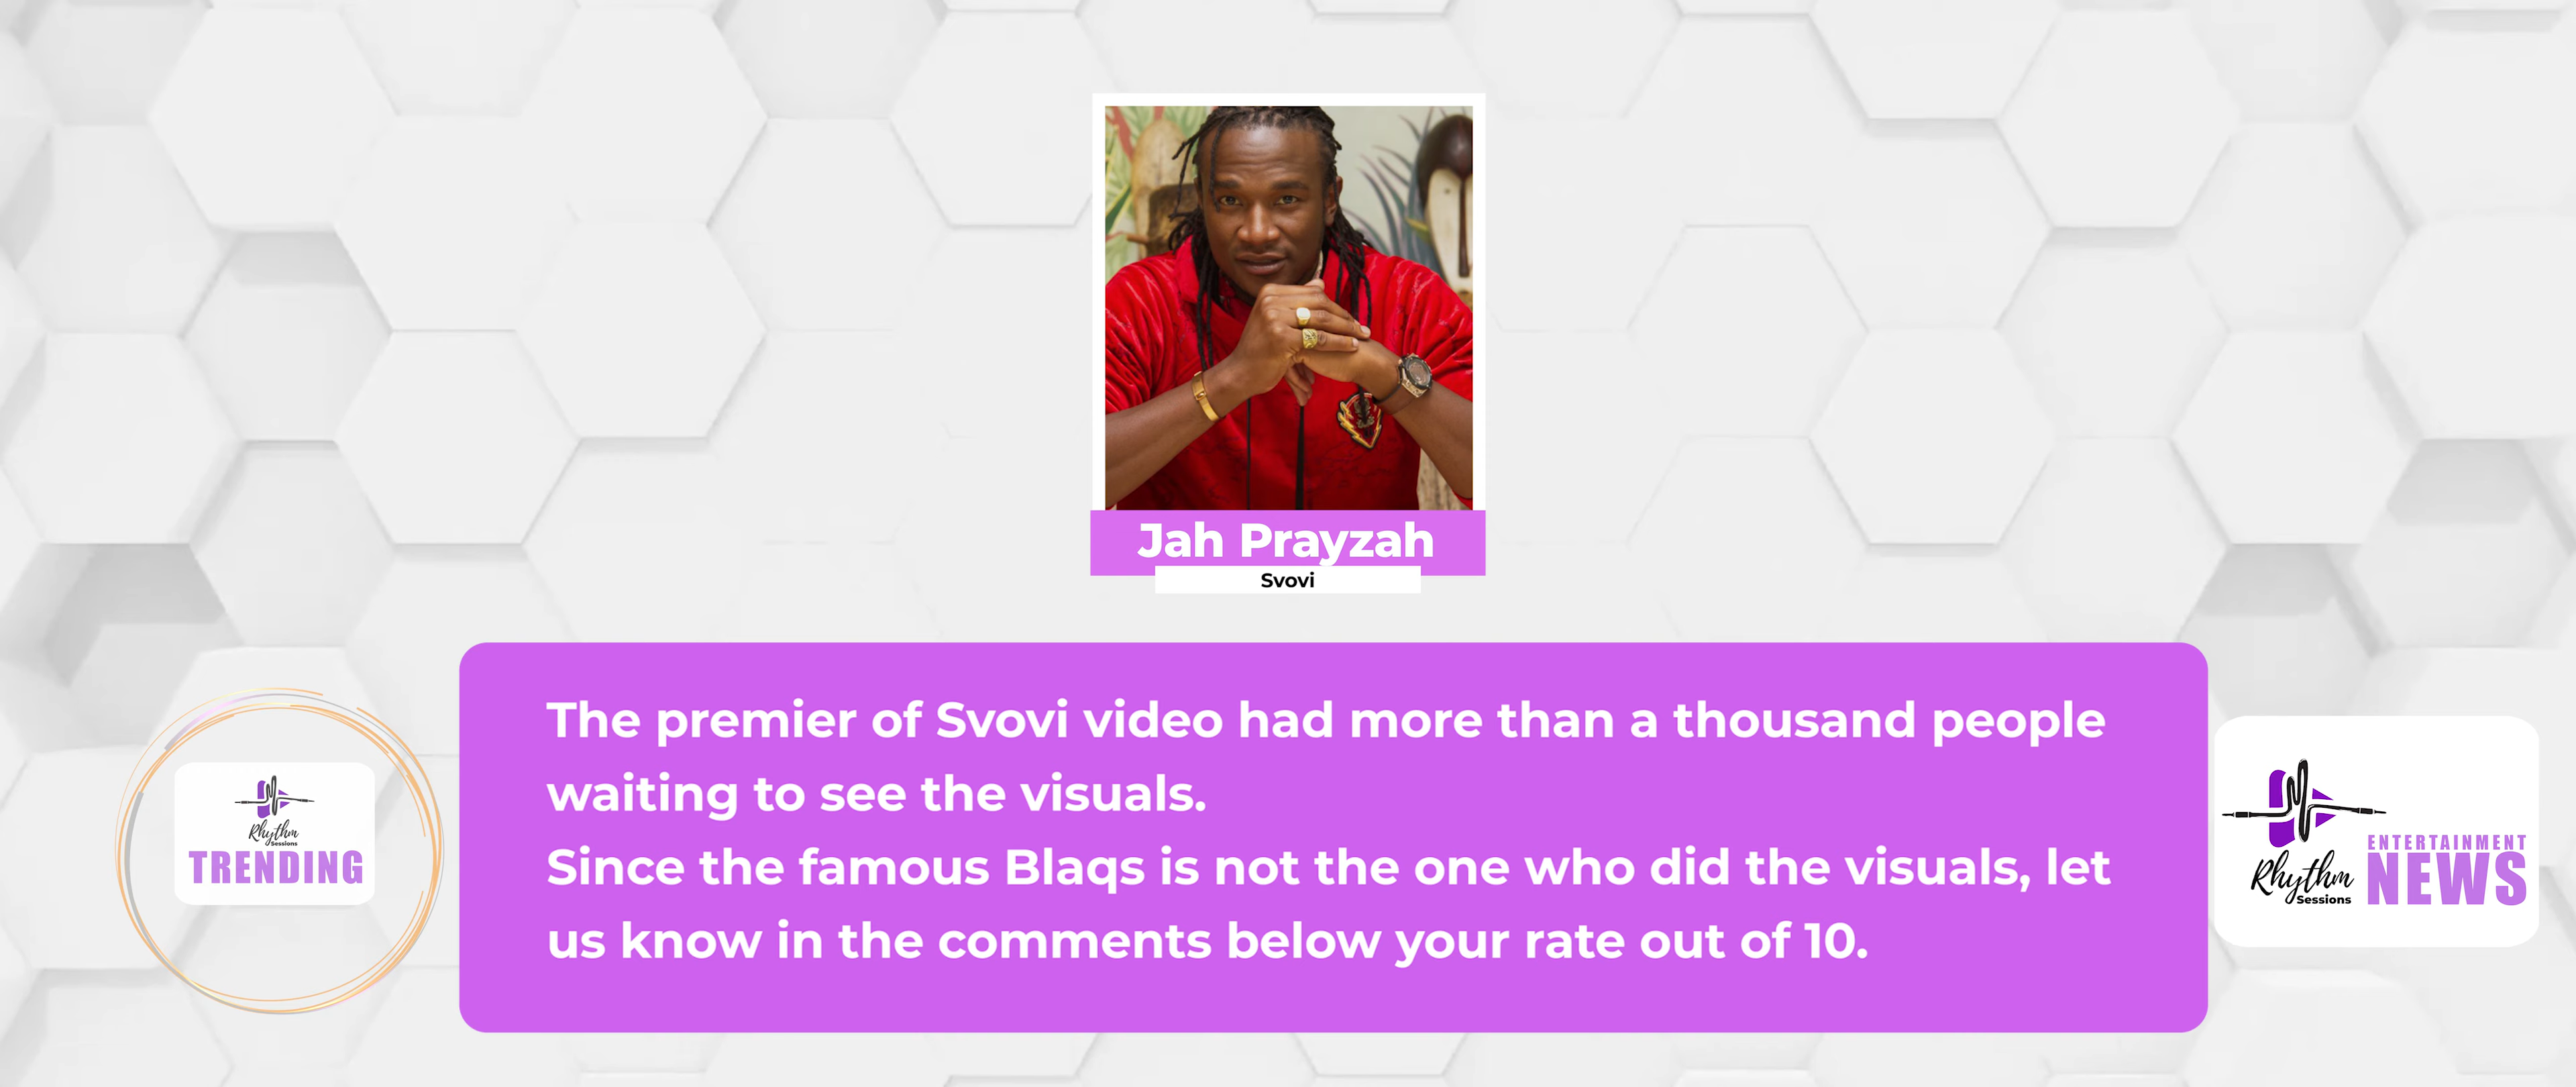 Jah Prayzah
Svovi
The premier of Svovi video had more than a thousand people
waiting to see the visuals.
Since the famous Blaqs is not the one who did the visuals, let
us know in the comments below your rate out of 10.
Rhythm
Sessions
TRENDING
Rhythm
Sessions
ENTERTAINMENT
NEWS